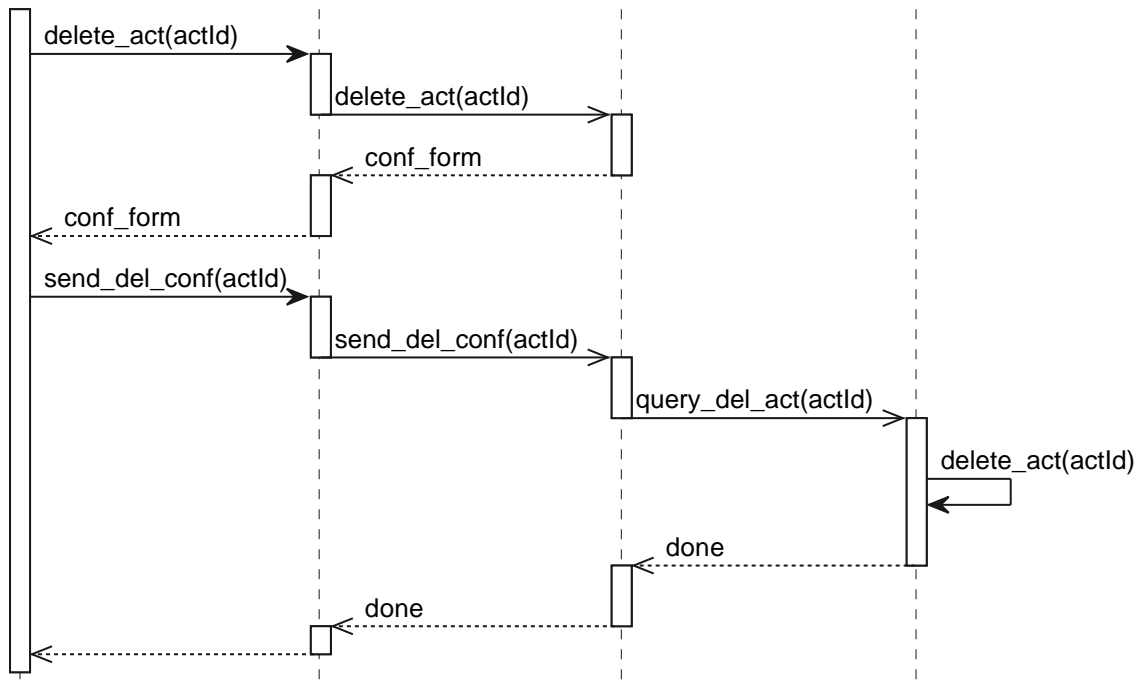 delete_act(actId)
delete_act(actId)
conf_form
conf_form
send_del_conf(actId)
send_del_conf(actId)
query_del_act(actId)
delete_act(actId)
done
done